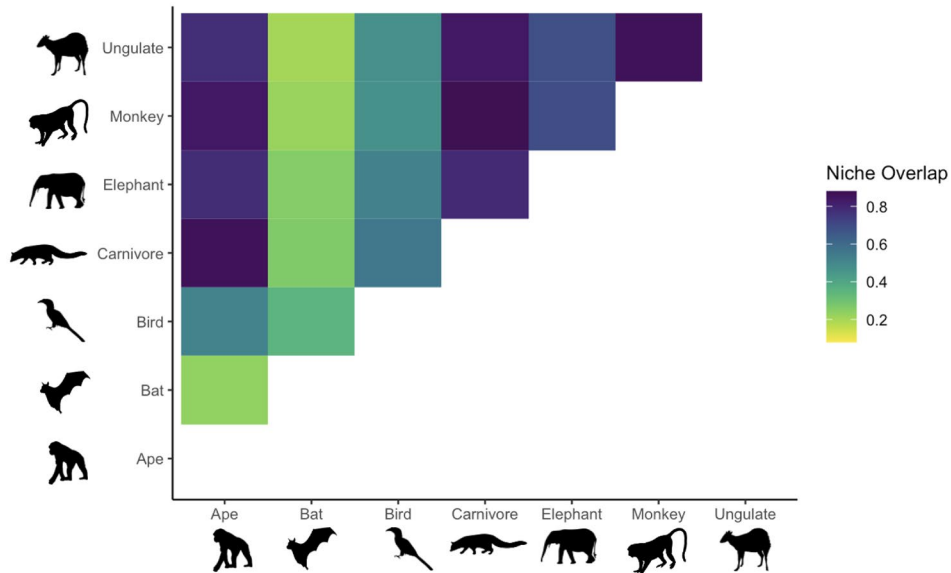 Ungulate
Monkey
Elephant
Carnivore
Bird
Bat
Ape
Ape Bat Bird Carnivore Elephant Monkey Ungulate
Niche Overlap
0.8
0.6
0.4
0.2